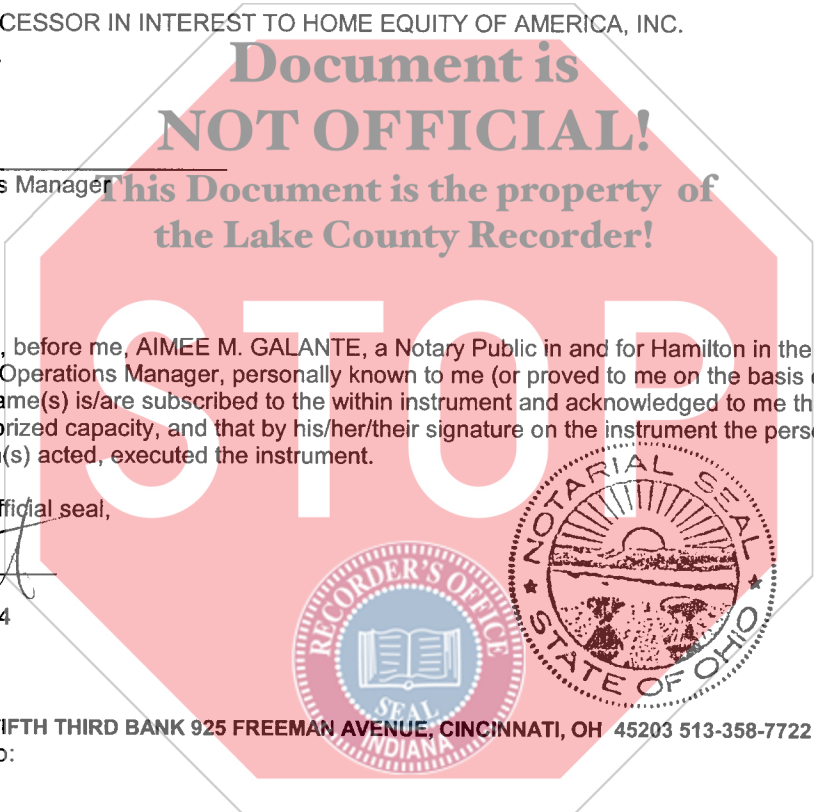 CESSOR IN INTEREST TO HOME EQUITY OF AMERICA, INC.
Document is
NOT OFFICIAL!
s Manager
This Document is the property of
the Lake County Recorder!
STOP
, before me, AIMEE M. GALANTE, a Notary Public in and for Hamilton in the
Operations Manager, personally known to me (or proved to me on the basis
ame(s) is/are subscribed to the within instrument and acknowledged to me th
orized capacity, and that by his/her/their signature on the instrument the pers
(s) acted, executed the instrument.
fficial seal,
NOTARIAL SEAL
STATE OF OHIO
4
RECORDER'S OFFICE
SEAL
INDIANA
IFTH THIRD BANK 925 FREEMAN AVENUE, CINCINNATI, OH 45203 513-358-7722
o: